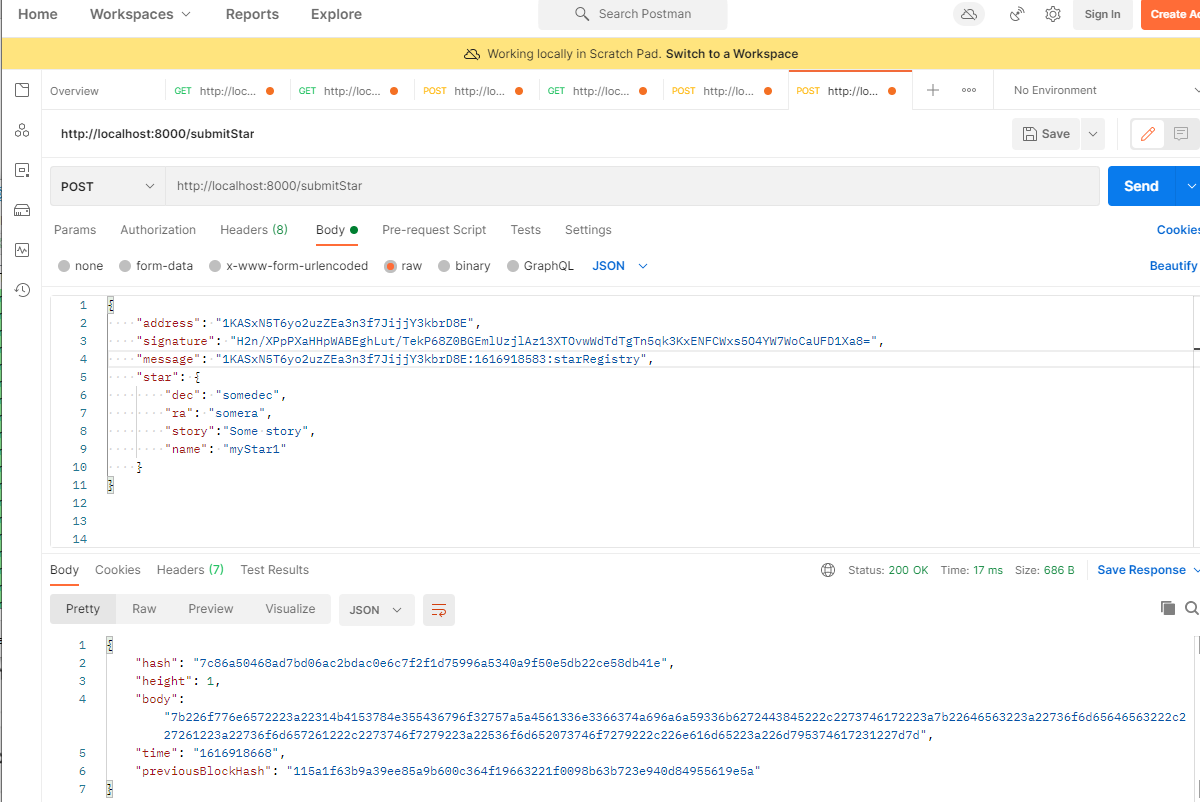 Home Workspaces Reports Explore Search Postman Sign In Create Ac
Working locally in Scratch Pad. Switch to a Workspace
Overview GET http://loc... GET http://loc... POST http://lo... GET http://loc... POST http://lo... POST http://lo... No Environment
http://localhost:8000/submitStar Save
POST http://localhost:8000/submitStar Send
Params Authorization Headers (8) Body Pre-request Script Tests Settings Cookies
none form-data x-www-form-urlencoded raw binary GraphQL JSON Beautify
1 {
2 "address": "1KASxN5T6yo2uzZEa3n3f7JijjY3kbrD8E",
3 "signature": "H2n/XPpPXaHHpWABEghLut/TekP68Z0BGEmlUzjlAz13XTOvwWdTdTgTn5qk3KxENFCWxs5O4YW7WoCaUFD1Xa8=",
4 "message": "1KASxN5T6yo2uzZEa3n3f7JijjY3kbrD8E:1616918583:starRegistry",
5 "star": {
6 "dec": "somedec",
7 "ra": "somera",
8 "story":"Some story",
9 "name": "myStar1"
10 }
11 }
12
13
14
Body Cookies Headers (7) Test Results Status: 200 OK Time: 17 ms Size: 686 B Save Response
Pretty Raw Preview Visualize JSON
1 {
2 "hash": "7c86a50468ad7bd06ac2bdac0e6c7f2f1d75996a5340a9f50e5db22ce58db41e",
3 "height": 1,
4 "body":
"7b226f776e6572223a22314b4153784e355436796f32757a5a4561336e3366374a696a6a59336b6272443845222c2273746172223a7b22646563223a22736f6d65646563222c2
27261223a22736f6d657261222c2273746f7279223a22536f6d652073746f7279222c226e616d65223a226d795374617231227d7d",
5 "time": "1616918668",
6 "previousBlockHash": "115a1f63b9a39ee85a9b600c364f19663221f0098b63b723e940d84955619e5a"
7 }